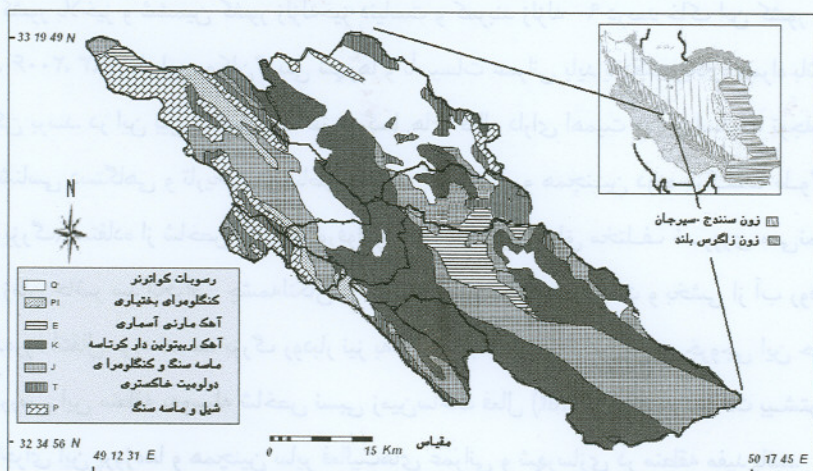 33 19 49 N
زون سنندج -سیرجان
زون زاگرس بلند
N
Q رسوبات کواترنر
Pl کنگلومرای بختیاری
E آهک مارنی آسماری
K آهک اربیتولین دار کرتاسه
J ماسه سنگ و کنگلومرا ی
T دولومیت خاکستری
P شیل و ماسه سنگ
مقیاس
0 15 Km
32 34 56 N
49 12 31 E
50 17 45 E